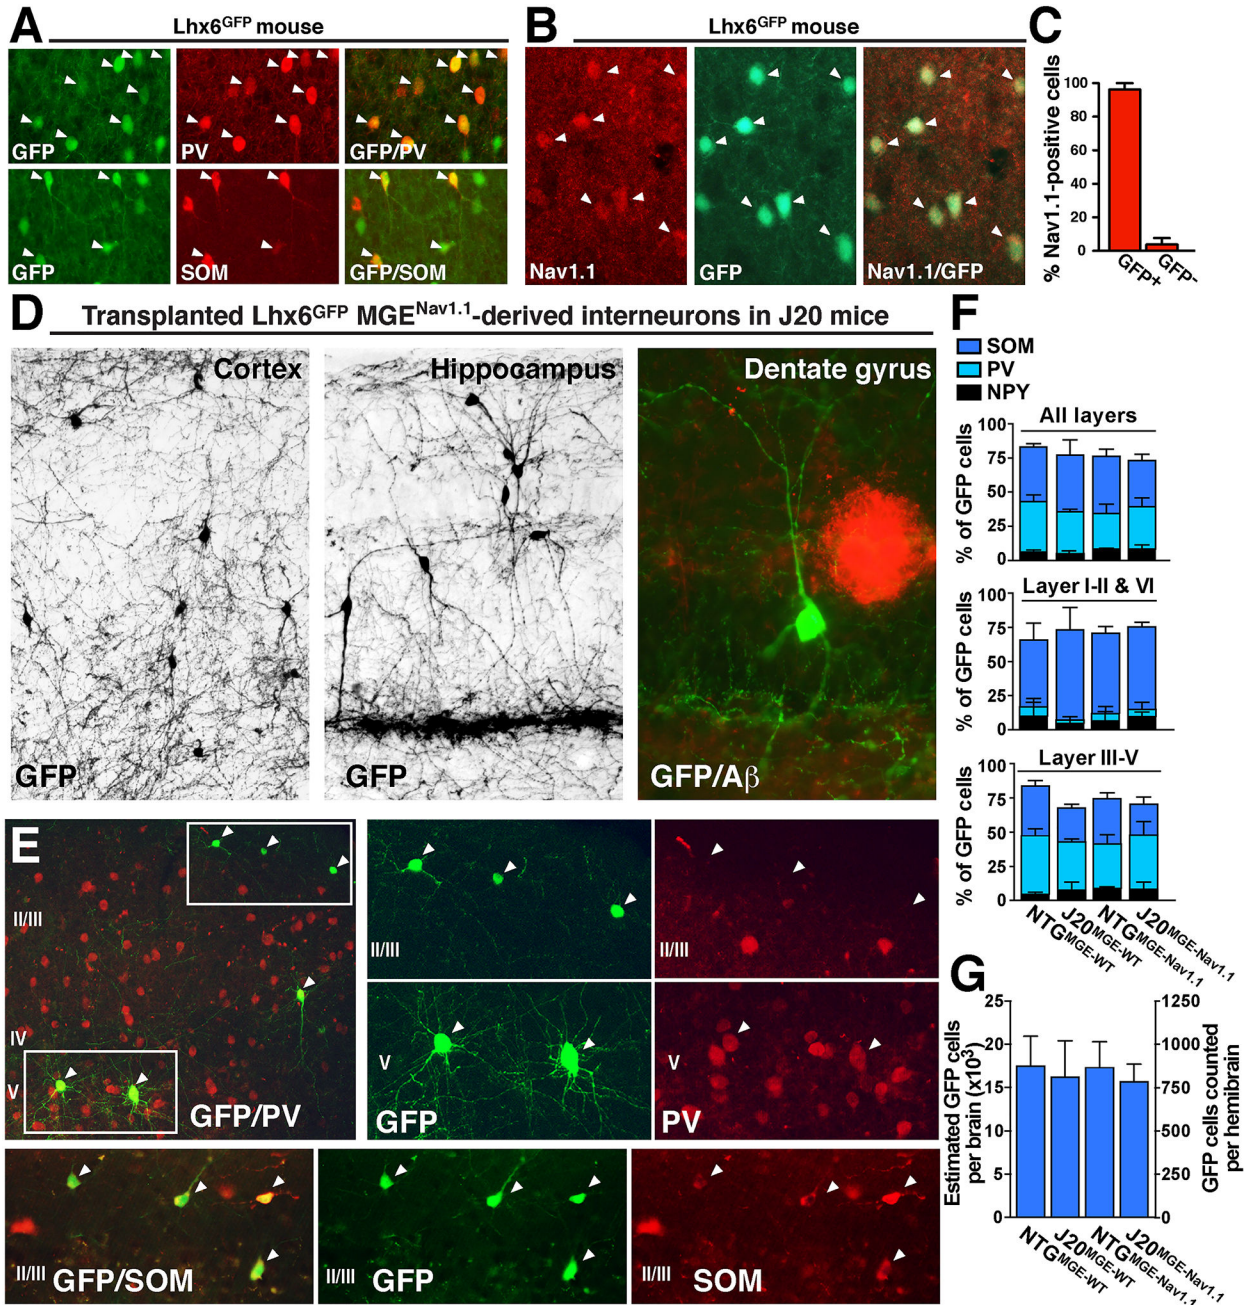 A
Lhx6GFP mouse
GFP
PV
GFP/PV
GFP
SOM
GFP/SOM
B
Lhx6GFP mouse
Nav1.1
GFP
Nav1.1/GFP
C
% Nav1.1-positive cells
100
80
60
40
20
0
GFP+
GFP-
D
Transplanted Lhx6GFP MGENav1.1-derived interneurons in J20 mice
Cortex
GFP
Hippocampus
GFP
Dentate gyrus
GFP/Aβ
E
II/III
IV
V
GFP/PV
II/III
V
GFP
II/III
V
PV
II/III
GFP/SOM
II/III
GFP
II/III
SOM
F
SOM
PV
NPY
All layers
% of GFP cells
100
75
50
25
0
Layer I-II & VI
% of GFP cells
100
75
50
25
0
Layer III-V
% of GFP cells
100
75
50
25
0
NTGMGE-WT
J20MGE-WT
NTGMGE-Nav1.1
J20MGE-Nav1.1
G
Estimated GFP cells
per brain (x103)
25
20
15
10
5
0
1250
1000
750
500
250
0
GFP cells counted
per hemibrain
NTGMGE-WT
J20MGE-WT
NTGMGE-Nav1.1
J20MGE-Nav1.1